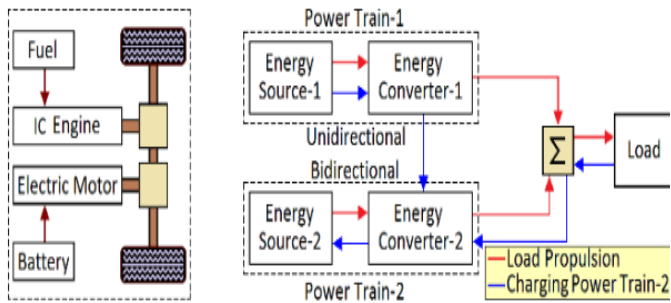 Fuel
IC Engine
Electric Motor
Battery
Power Train-1
Energy
Source-1
Energy
Converter-1
Unidirectional
Bidirectional
Energy
Source-2
Energy
Converter-2
Power Train-2
Σ
Load
Load Propulsion
Charging Power Train-2